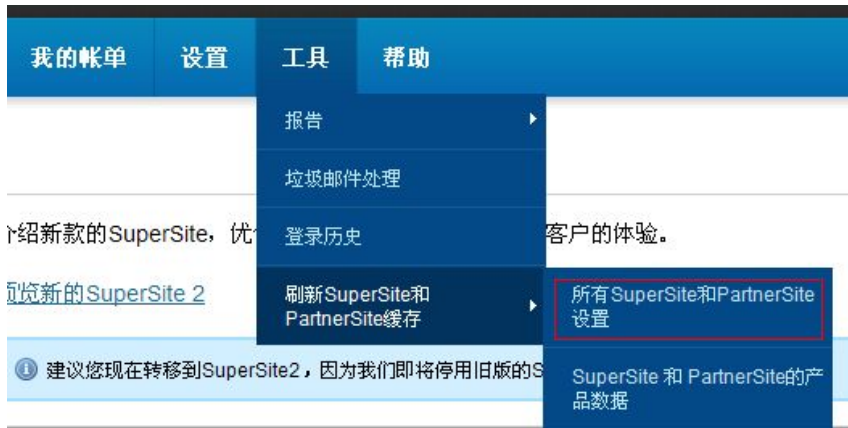 我的帐单 设置 工具 帮助
报告
垃圾邮件处理
介绍新款的SuperSite，优 客户的体验。
登录历史
预览新的SuperSite 2
刷新SuperSite和
PartnerSite缓存
所有SuperSite和PartnerSite
设置
建议您现在转移到SuperSite2，因为我们即将停用旧版的S
SuperSite 和 PartnerSite的产
品数据